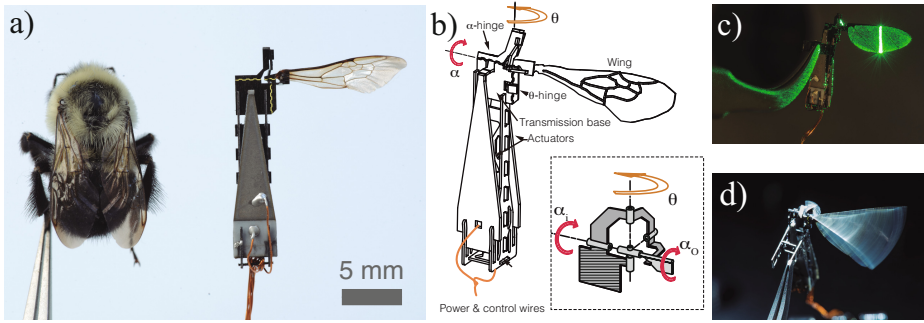 a)
5 mm
b)
θ
α-hinge
α
Wing
θ-hinge
Transmission base
Actuators
θ
αi
αO
Power & control wires
c)
d)